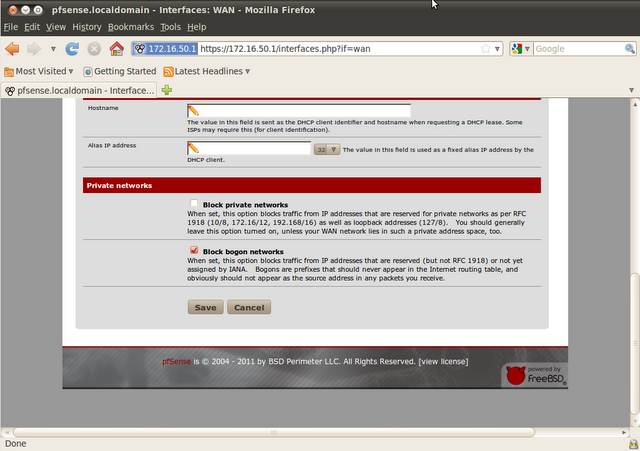 pfsense.localdomain - Interfaces: WAN - Mozilla Firefox
File Edit View History Bookmarks Tools Help
172.16.50.1 https://172.16.50.1/interfaces.php?if=wan Google
Most Visited Getting Started Latest Headlines
pfsense.localdomain - Interface...
Hostname
The value in this field is sent as the DHCP client identifier and hostname when requesting a DHCP lease. Some
ISPs may require this (for client identification).
Alias IP address 32 The value in this field is used as a fixed alias IP address by the
DHCP client.
Private networks
Block private networks
When set, this option blocks traffic from IP addresses that are reserved for private networks as per RFC
1918 (10/8, 172.16/12, 192.168/16) as well as loopback addresses (127/8). You should generally
leave this option turned on, unless your WAN network lies in such a private address space, too.
Block bogon networks
When set, this option blocks traffic from IP addresses that are reserved (but not RFC 1918) or not yet
assigned by IANA. Bogons are prefixes that should never appear in the Internet routing table, and
obviously should not appear as the source address in any packets you receive.
Save Cancel
pfSense is © 2004 - 2011 by BSD Perimeter LLC. All Rights Reserved. [view license]
powered by
FreeBSD
Done